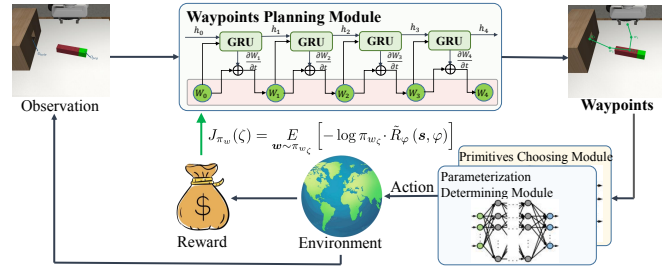 Waypoints Planning Module
h₀ h₁ h₂ h₃ h₄
GRU GRU GRU GRU
∂W₁/∂t ∂W₂/∂t ∂W₃/∂t ∂W₄/∂t
W₀ W₁ W₂ W₃ W₄
Observation
Waypoints
J_{π_w}(ζ) = E_{w∼π_{w_ζ}} [−log π_{w_ζ} · R̃_φ (s, φ)]
Primitives Choosing Module
Parameterization
Determining Module
Action
$
Reward
Environment